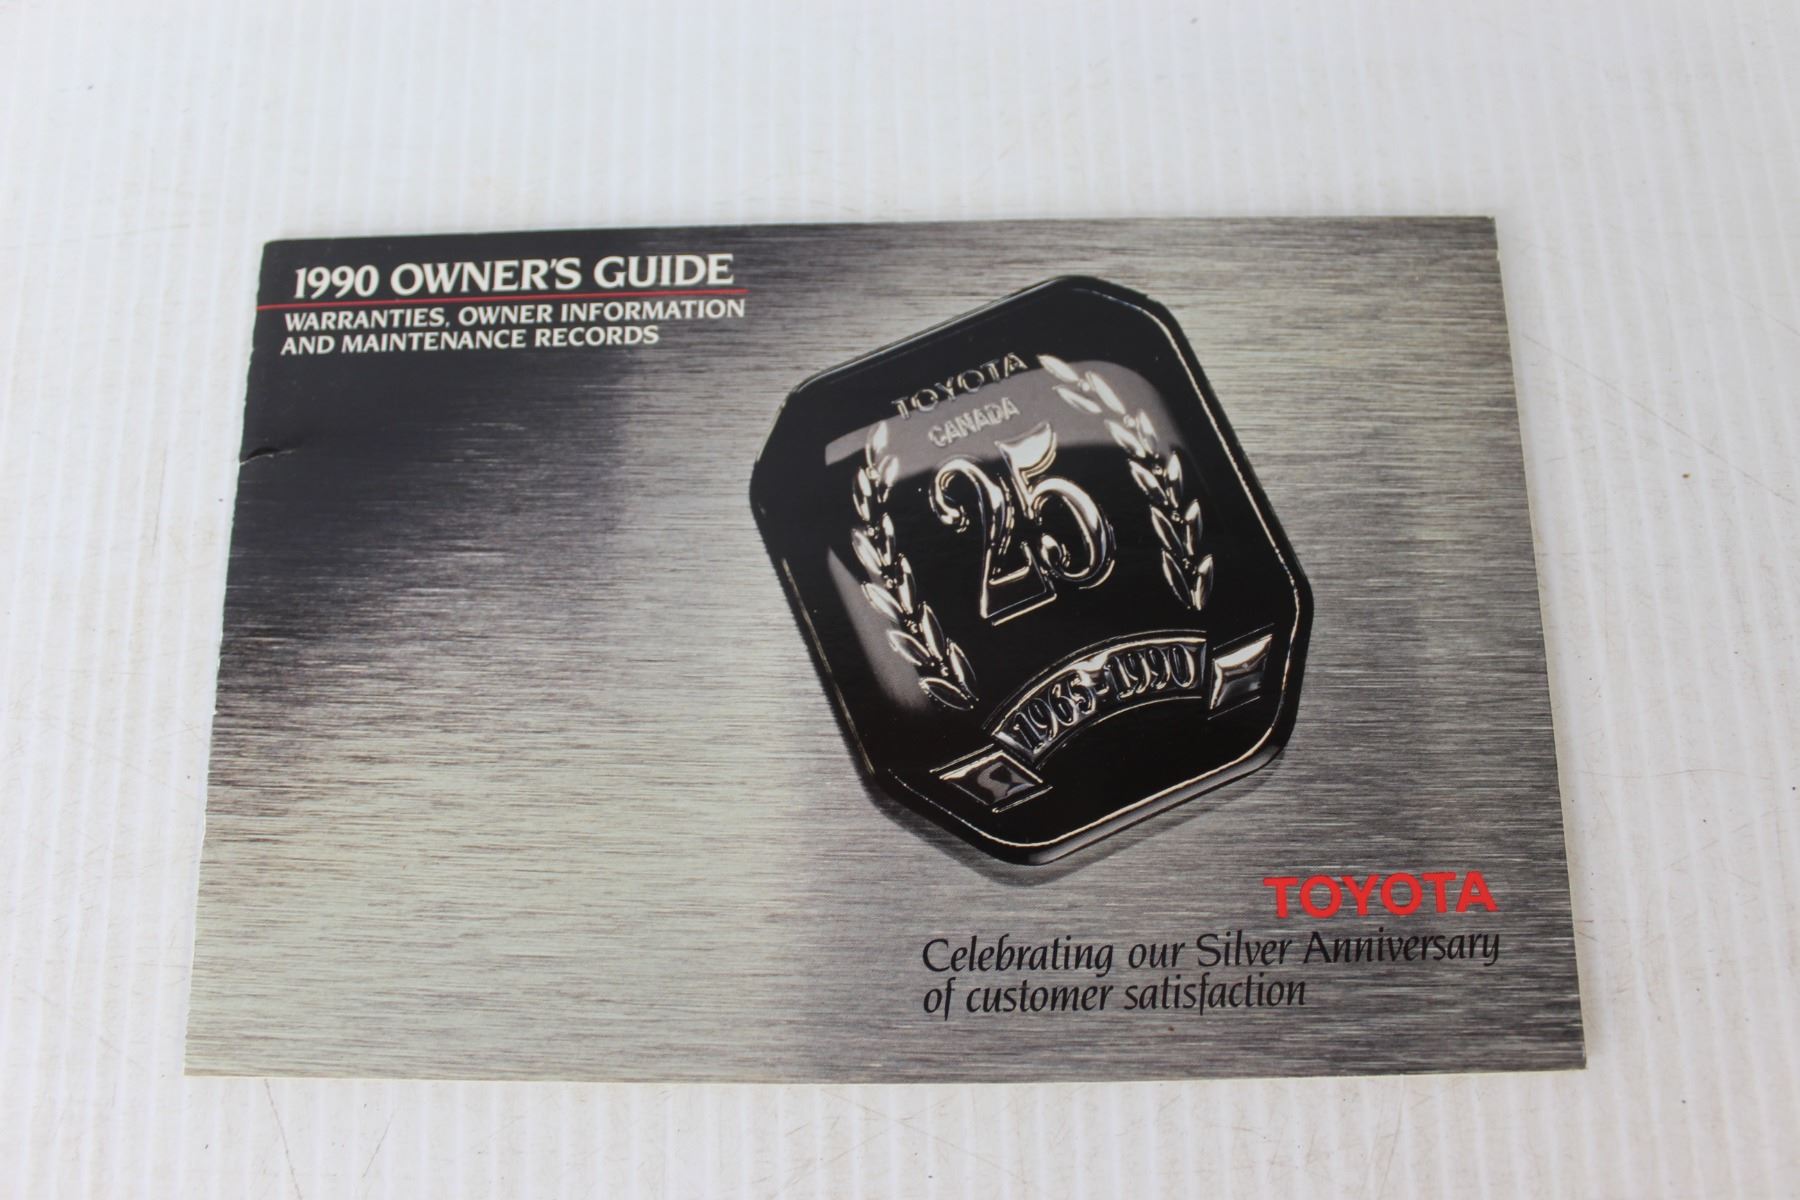 1990 OWNER'S GUIDE
WARRANTIES, OWNER INFORMATION
AND MAINTENANCE RECORDS
TOYOTA
CANADA
25
1965-1990
TOYOTA
Celebrating our Silver Anniversary
of customer satisfaction